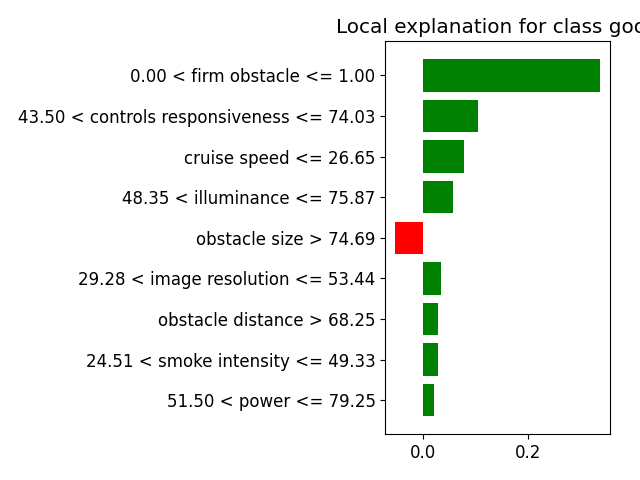 Local explanation for class goo
0.00 < firm obstacle <= 1.00
43.50 < controls responsiveness <= 74.03
cruise speed <= 26.65
48.35 < illuminance <= 75.87
obstacle size > 74.69
29.28 < image resolution <= 53.44
obstacle distance > 68.25
24.51 < smoke intensity <= 49.33
51.50 < power <= 79.25
0.0 0.2